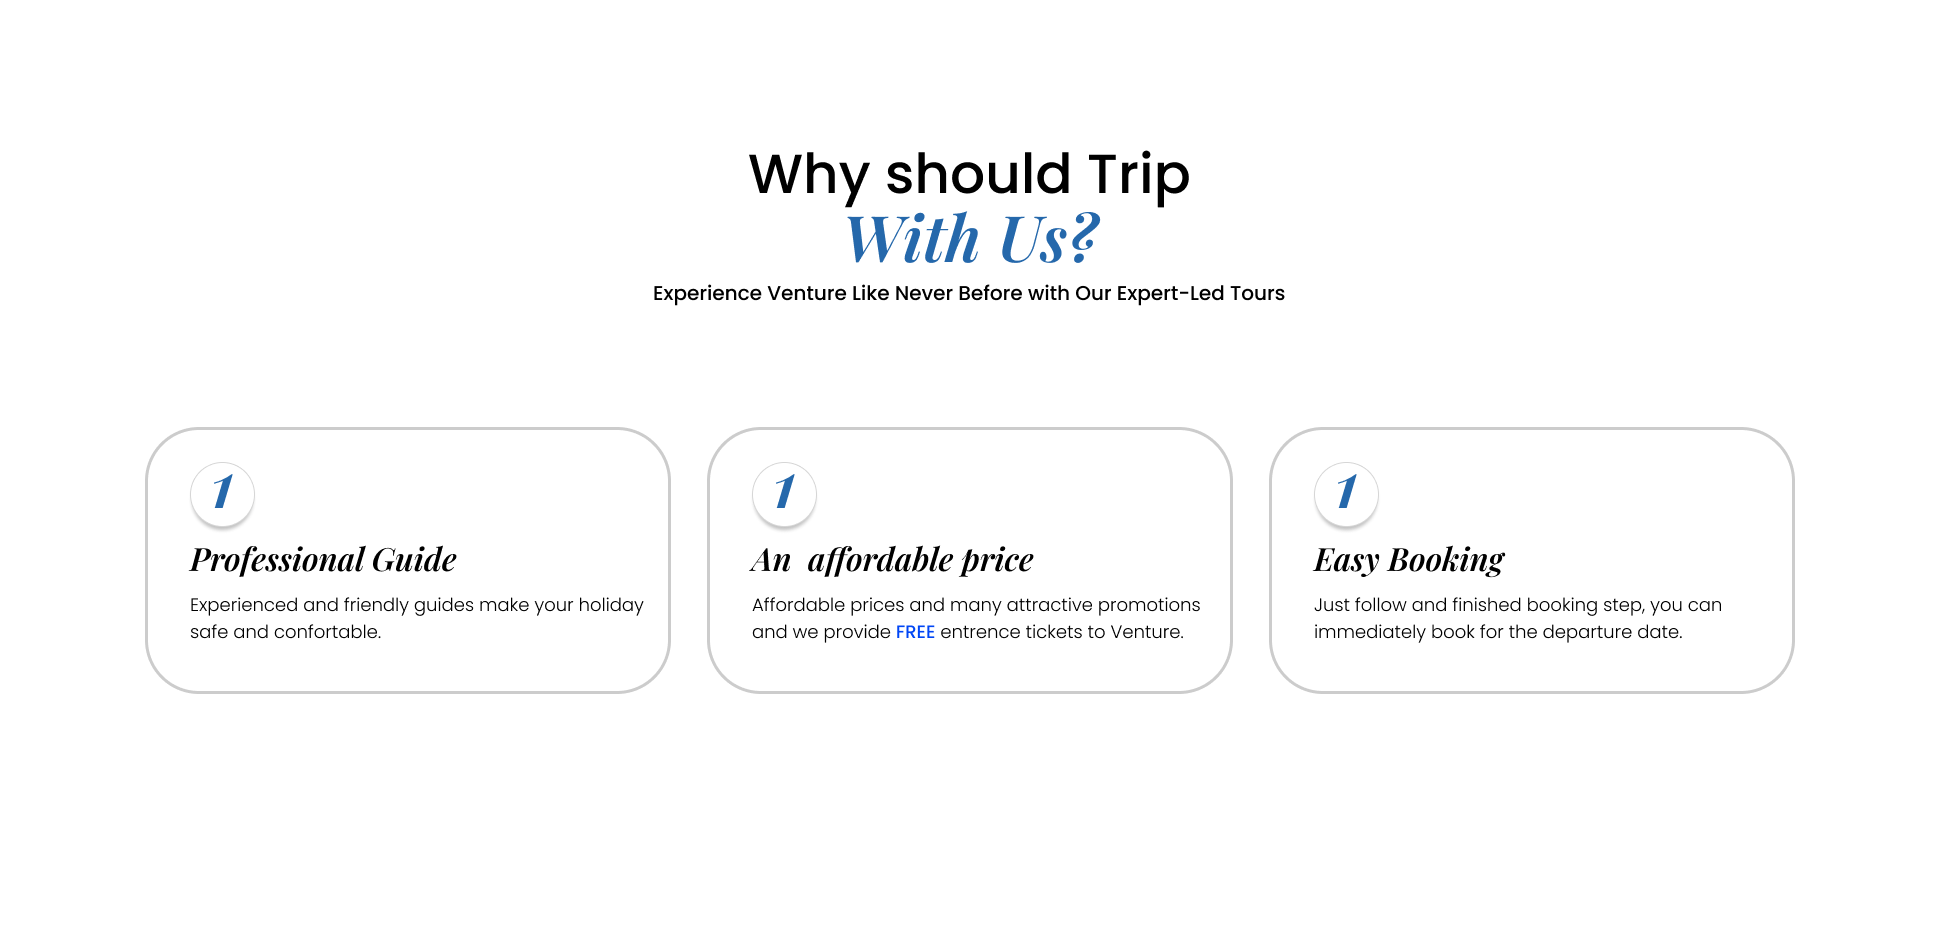 Why should Trip
With Us?
Experience Venture Like Never Before with Our Expert-Led Tours
1
Professional Guide
Experienced and friendly guides make your holiday
safe and confortable.
1
An  affordable price
Affordable prices and many attractive promotions
and we provide FREE entrence tickets to Venture.
1
Easy Booking
Just follow and finished booking step, you can
immediately book for the departure date.